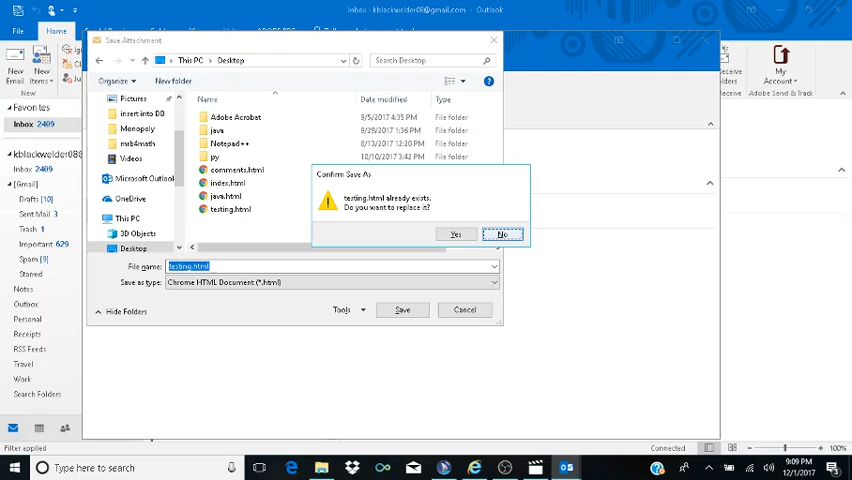 Inbox - kblackwelder08@gmail.com - Outlook
File
Home
New
Email
New
Items
New
My
Account
Adobe Send & Track
Favorites
Inbox 2409
Inbox 2409
[Gmail]
Drafts [10]
Sent Mail 3
Trash 1
Important 629
Spam [9]
Starred
Notes
Outbox
Personal
Receipts
RSS Feeds
Travel
Work
Search Folders
Save Attachment
This PC
Desktop
Search Desktop
Organize
New folder
Pictures
insert into DB
Monopoly
Videos
Microsoft Outlook
OneDrive
This PC
3D Objects
Desktop
Name
Date modified
Type
Adobe Acrobat
9/5/2017 4:35 PM
File folder
java
9/29/2017 1:36 PM
File folder
Notepad++
8/13/2017 12:20 PM
File folder
py
10/10/2017 3:42 PM
File folder
comments.html
index.html
java.html
testing.html
Confirm Save As
testing.html already exists.
Do you want to replace it?
Yes
No
File name:
testing.html
Save as type:
Chrome HTML Document (*.html)
Hide Folders
Tools
Save
Cancel
Filter applied
Connected
100%
Type here to search
9:09 PM
12/1/2017